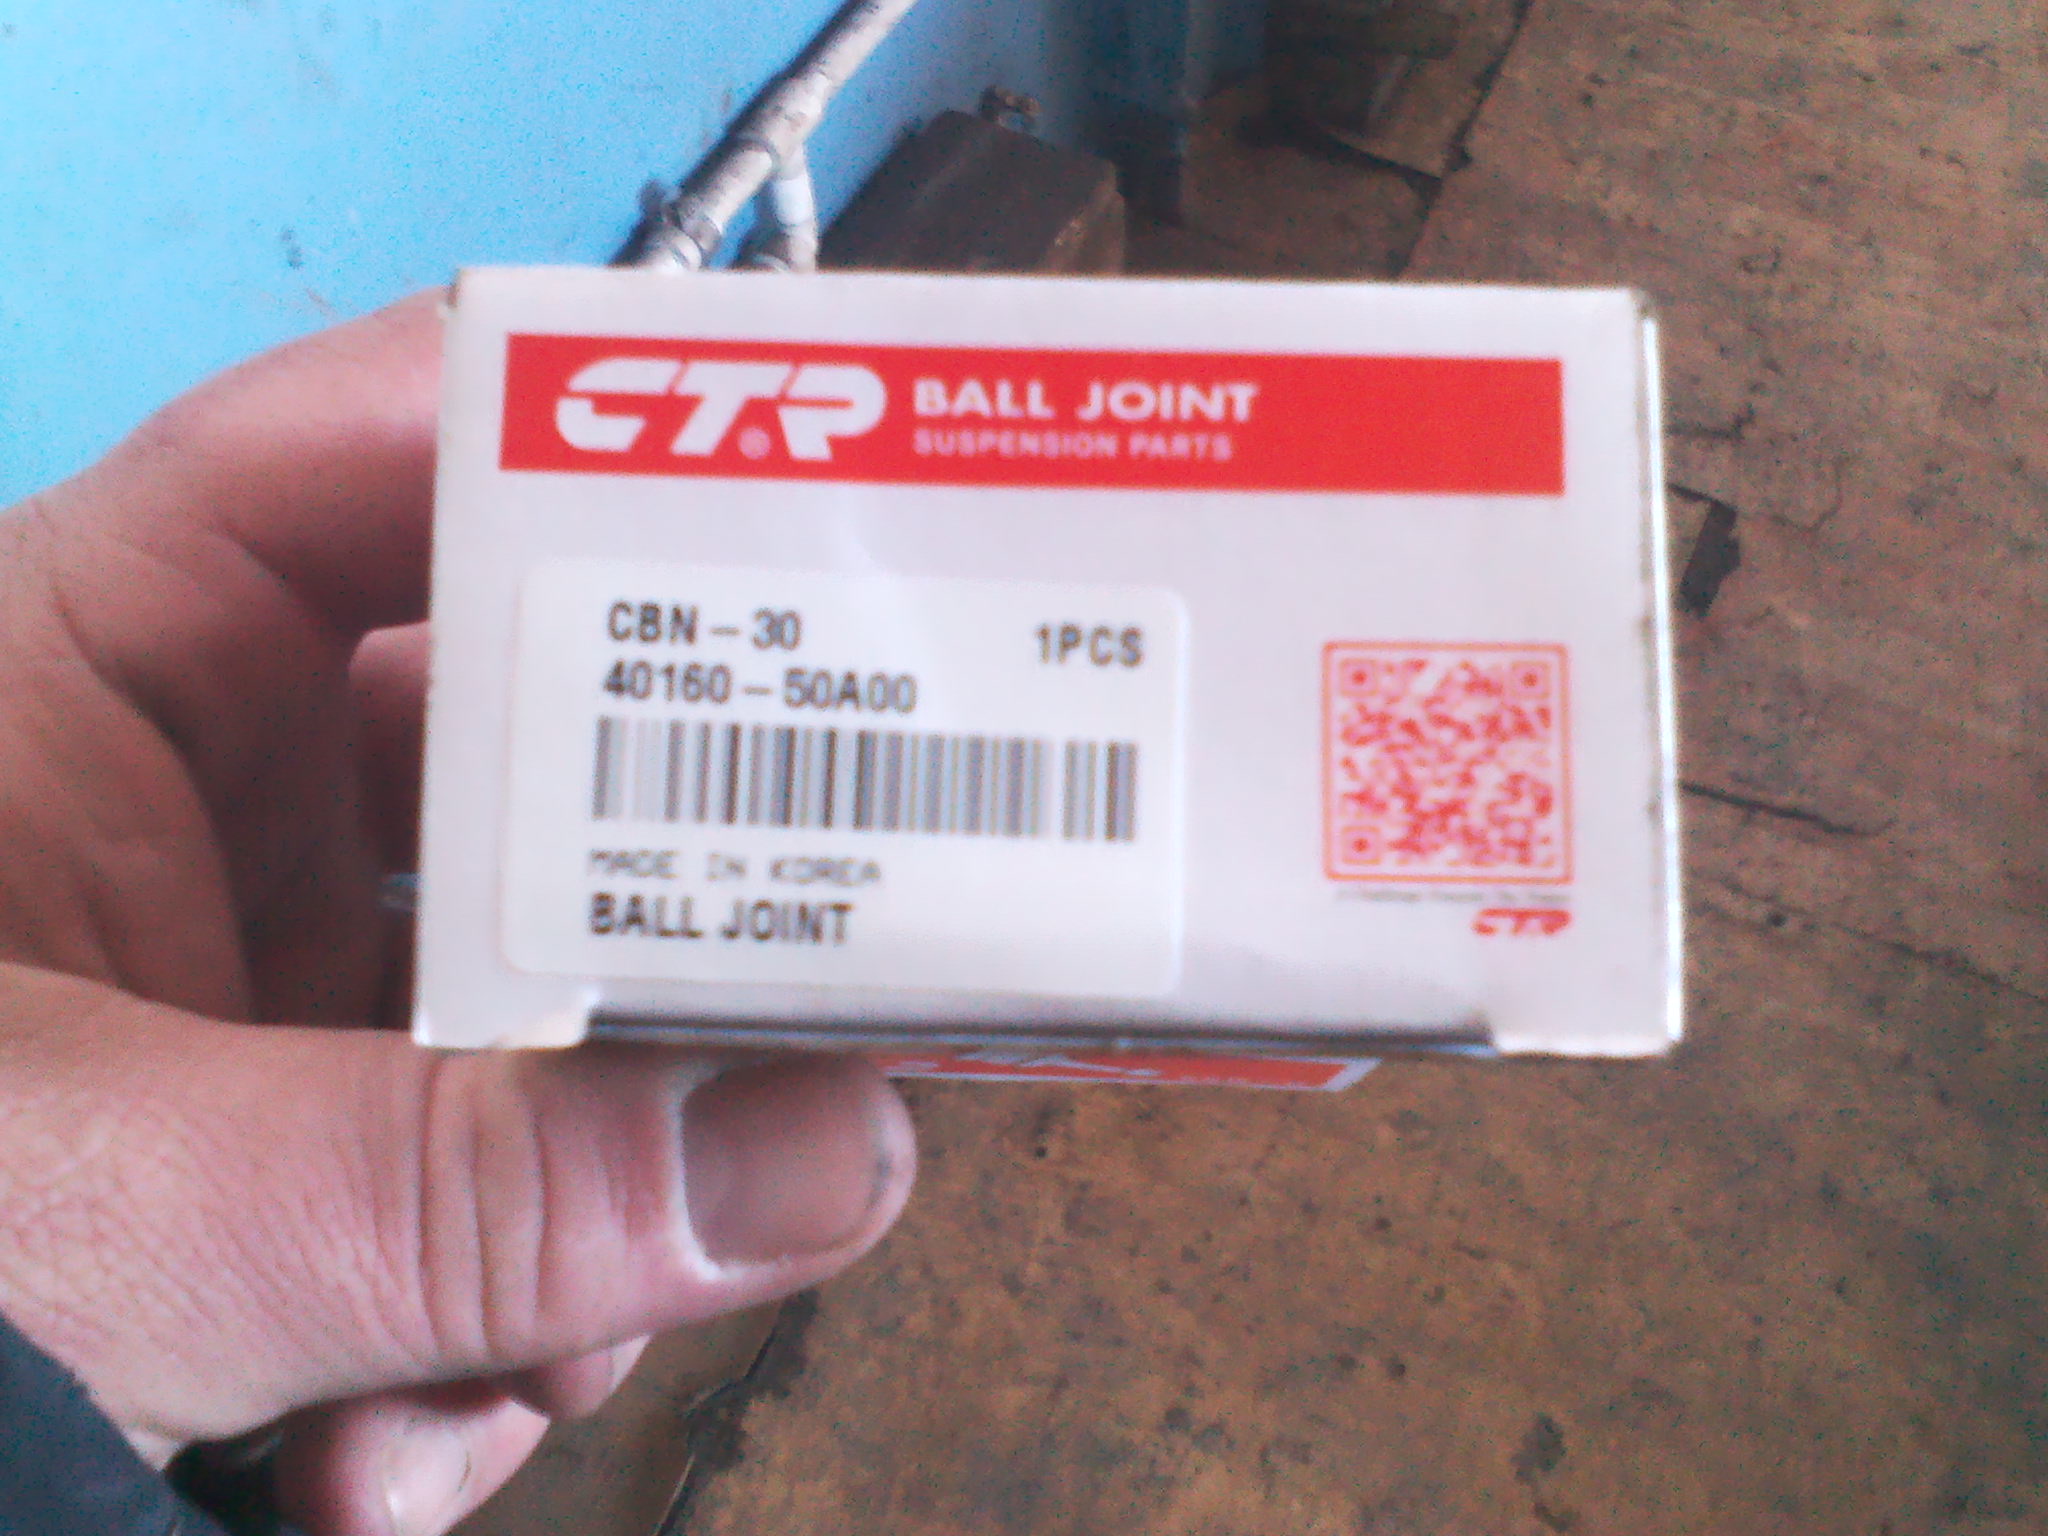 CTR BALL JOINT
SUSPENSION PARTS
CBN-30 1PCS
40160-50A00
MADE IN KOREA
BALL JOINT
CTR